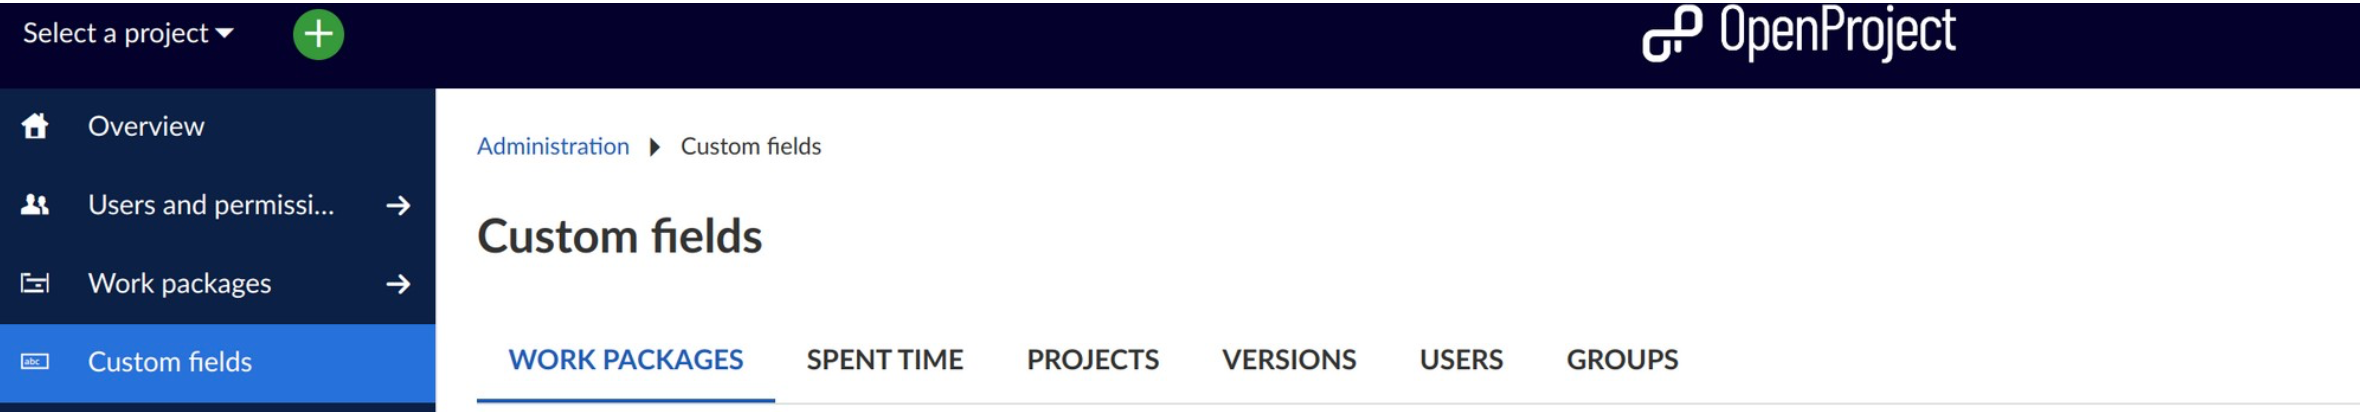 Select a project
OpenProject
Overview
Users and permissi...
Work packages
abc Custom fields
Administration Custom fields
Custom fields
WORK PACKAGES SPENT TIME PROJECTS VERSIONS USERS GROUPS